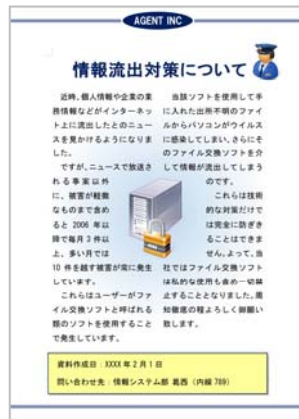 AGENT INC
情報流出対策について
近時、個人情報や企業の業
務情報などがインターネッ
ト上に流出したとのニュー
スを見かけるようになりま
した。
ですが、ニュースで放送さ
れる事案以外
に、被害が軽微
なものまで含め
ると 2006 年以
降で毎月 3 件以
上、多い月では
10 件を越す被害が常に発生
しています。
これらはユーザーがファ
イル交換ソフトと呼ばれる
類のソフトを使用すること
で発生しています。
当該ソフトを使用して手
に入れた出所不明のファイ
ルからパソコンがウイルス
に感染してしまい、さらにそ
のファイル交換ソフトを介
して情報が流出してしまう
のです。
これらは技術
的な対策だけで
は完全に防ぎき
ることはできま
せん。よって、当
社ではファイル交換ソフト
は私的な使用も含め一切禁
止することとなりました。周
知徹底の程よろしく御願い
致します。
資料作成日：XXXX 年 2 月 1 日
問い合わせ先：情報システム部 葛西（内線 789）